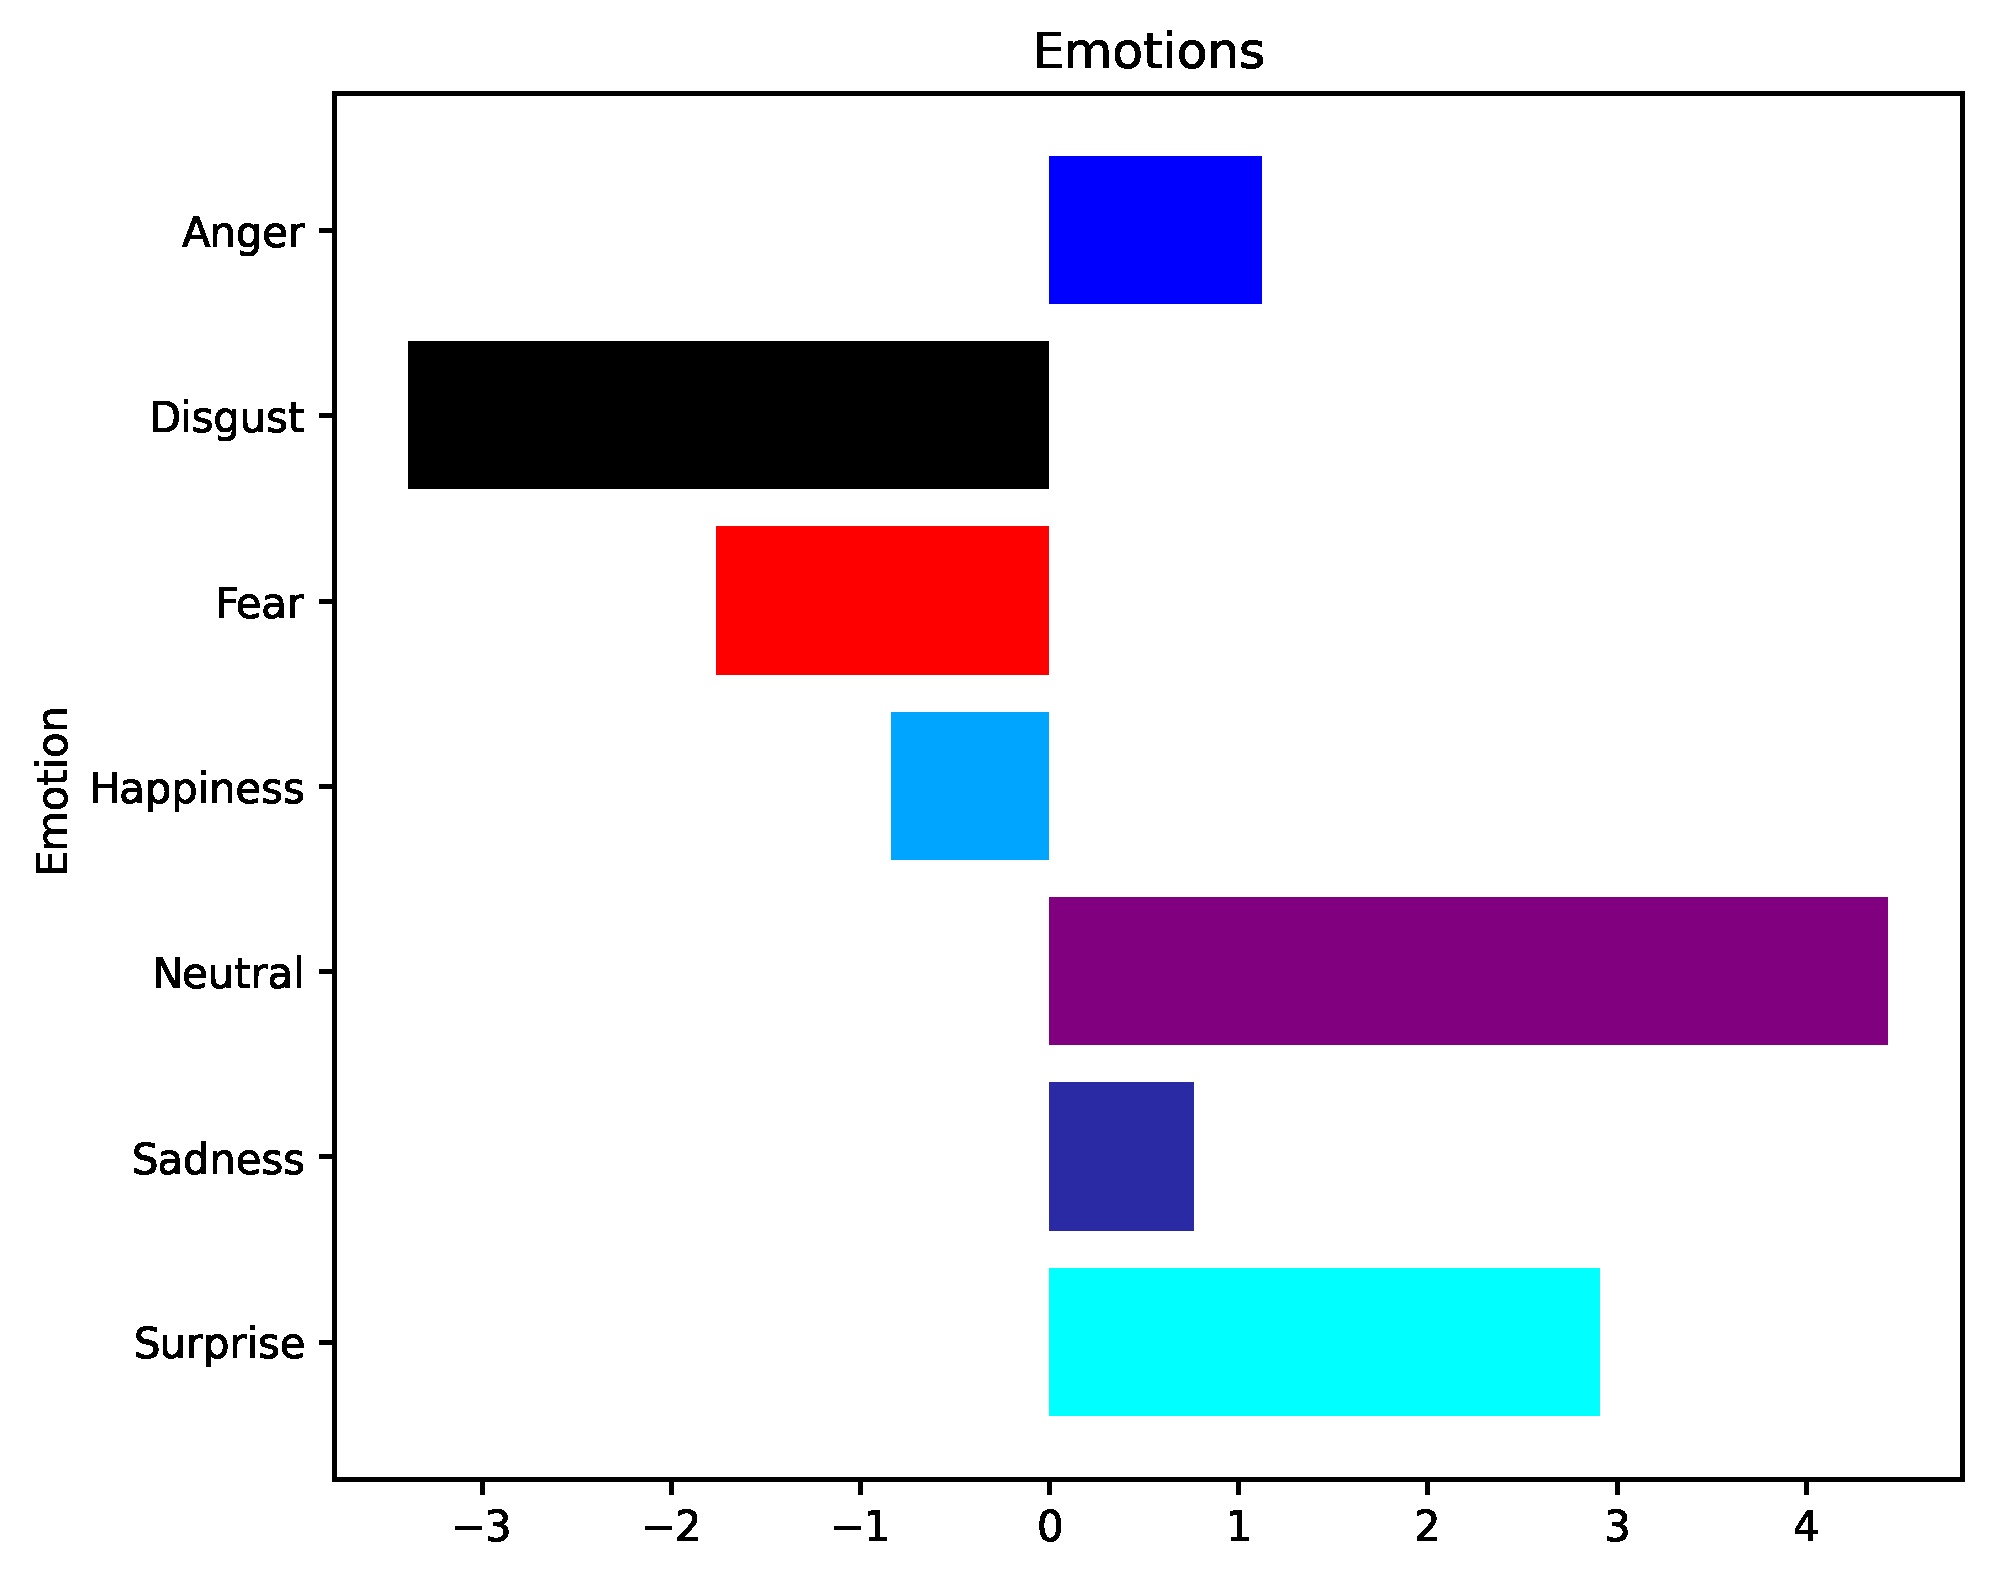 Emotions
Anger
Disgust
Fear
Happiness
Neutral
Sadness
Surprise
Emotion
−3 −2 −1 0 1 2 3 4